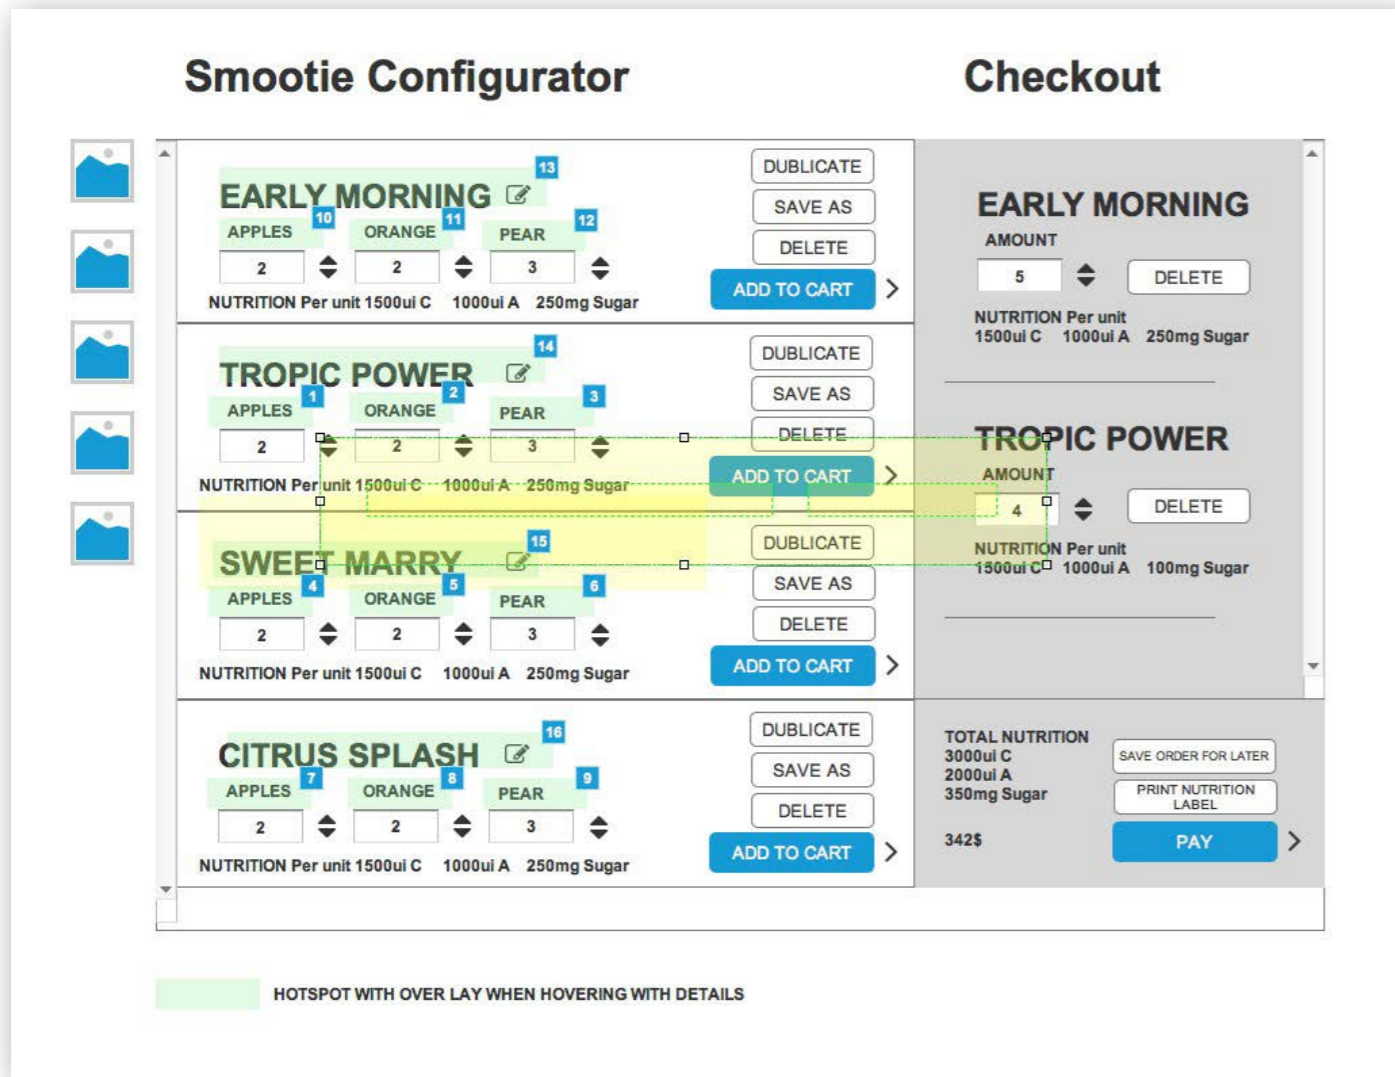 Smootie Configurator
Checkout
EARLY MORNING
13
10
11
12
APPLES
ORANGE
PEAR
2
2
3
NUTRITION Per unit 1500ui C 1000ui A 250mg Sugar
DUBLICATE
SAVE AS
DELETE
ADD TO CART
TROPIC POWER
14
1
2
3
APPLES
ORANGE
PEAR
2
2
3
NUTRITION Per unit 1500ui C 1000ui A 250mg Sugar
DUBLICATE
SAVE AS
DELETE
ADD TO CART
SWEET MARRY
15
4
5
6
APPLES
ORANGE
PEAR
2
2
3
NUTRITION Per unit 1500ui C 1000ui A 250mg Sugar
DUBLICATE
SAVE AS
DELETE
ADD TO CART
CITRUS SPLASH
16
7
8
9
APPLES
ORANGE
PEAR
2
2
3
NUTRITION Per unit 1500ui C 1000ui A 250mg Sugar
DUBLICATE
SAVE AS
DELETE
ADD TO CART
EARLY MORNING
AMOUNT
5
DELETE
NUTRITION Per unit
1500ui C 1000ui A 250mg Sugar
TROPIC POWER
AMOUNT
4
DELETE
NUTRITION Per unit
1500ui C 1000ui A 100mg Sugar
TOTAL NUTRITION
3000ui C
2000ui A
350mg Sugar
342$
SAVE ORDER FOR LATER
PRINT NUTRITION
LABEL
PAY
HOTSPOT WITH OVER LAY WHEN HOVERING WITH DETAILS